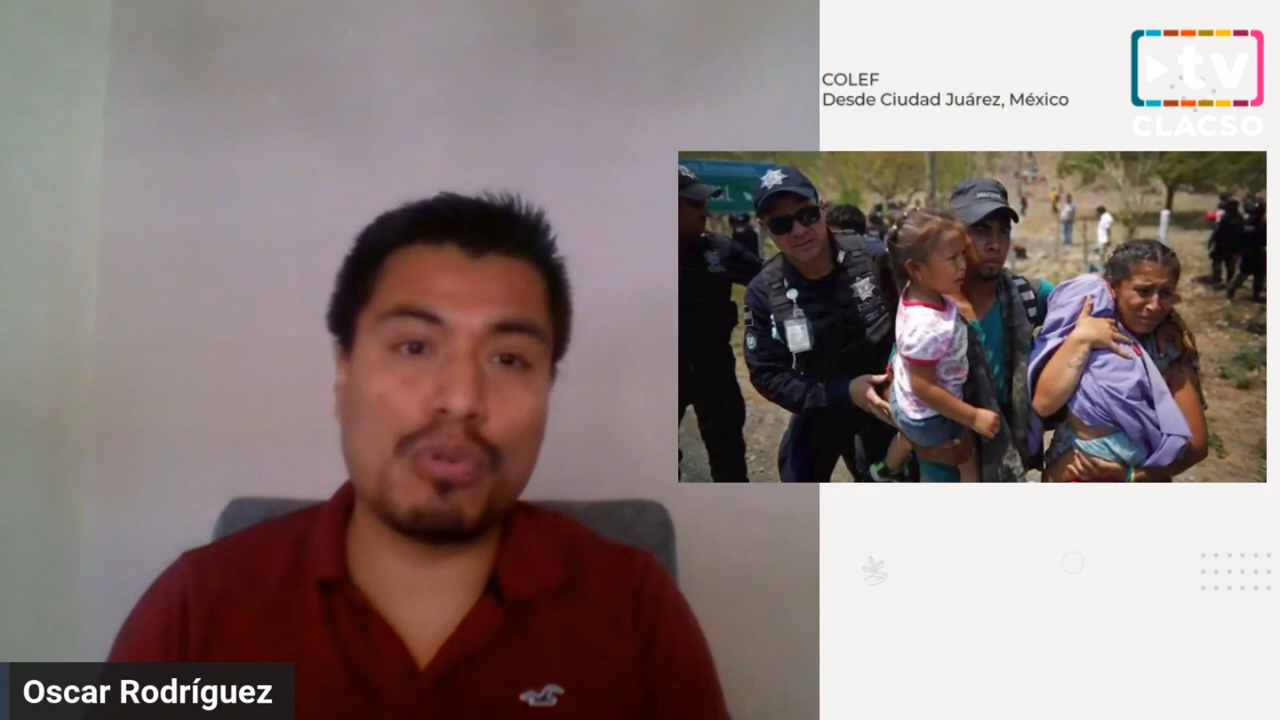 COLEF
Desde Ciudad Juárez, México
tv
CLACSO
Oscar Rodríguez